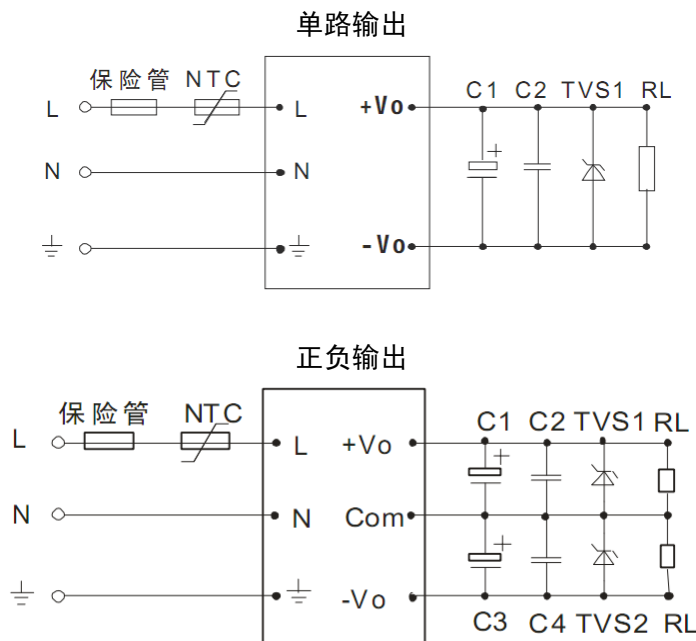 单路输出
保险管 NTC C1 C2 TVS1 RL
L L +Vo
N N
-Vo
正负输出
保险管 NTC C1 C2 TVS1 RL
L L +Vo
N N Com
-Vo
C3 C4 TVS2 RL